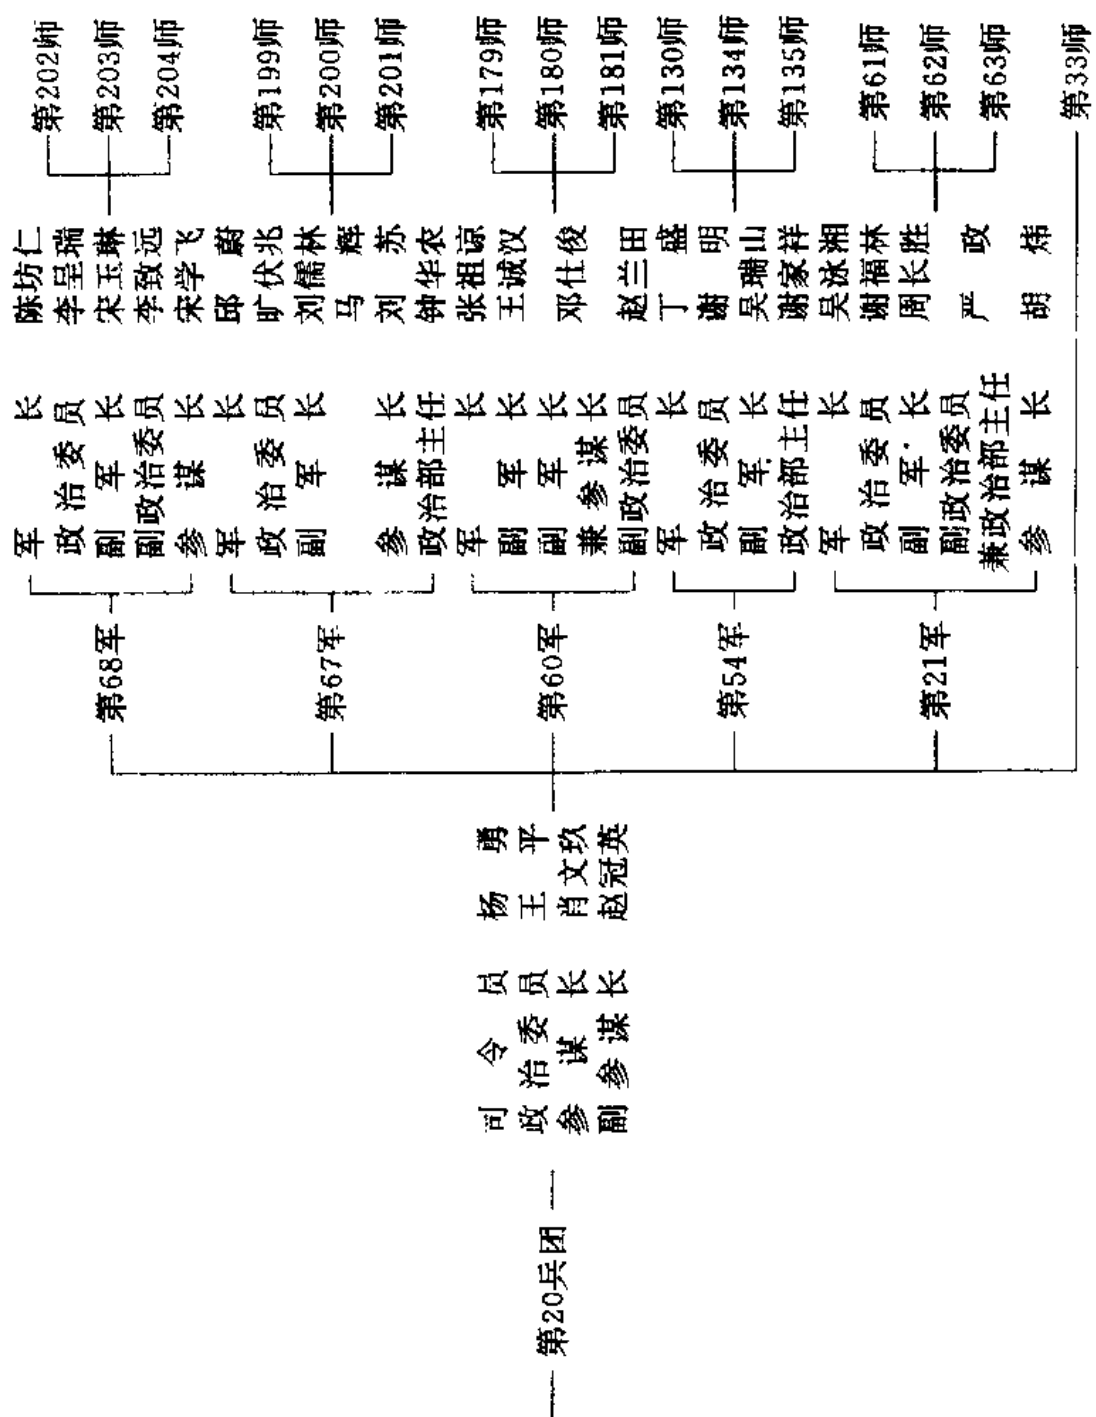 第20兵团
司令员 杨勇
政治委员 王平
参谋长 肖文玖
副参谋长 赵冠英
第68军
军长 陈坊仁
政治委员 李呈瑞
副军长 宋玉琳
副政治委员 李致远
参谋长 宋学飞
第202师
第203师
第204师
第67军
军长 邱蔚
政治委员 旷伏兆
副军长 刘儒林
马辉
参谋长 刘苏
政治部主任 钟华农
第199师
第200师
第201师
第60军
军长 张祖谅
副军长 王诚汉
副军长
兼参谋长 邓仕俊
副政治委员 赵兰田
第179师
第180师
第181师
第54军
军长 丁盛
政治委员 谢明
副军长 吴瑞山
政治部主任 谢家祥
第130师
第134师
第135师
第21军
军长 吴泳湘
政治委员 谢福林
副军长 周长胜
副政治委员
兼政治部主任 严政
参谋长 胡炜
第61师
第62师
第63师
第33师